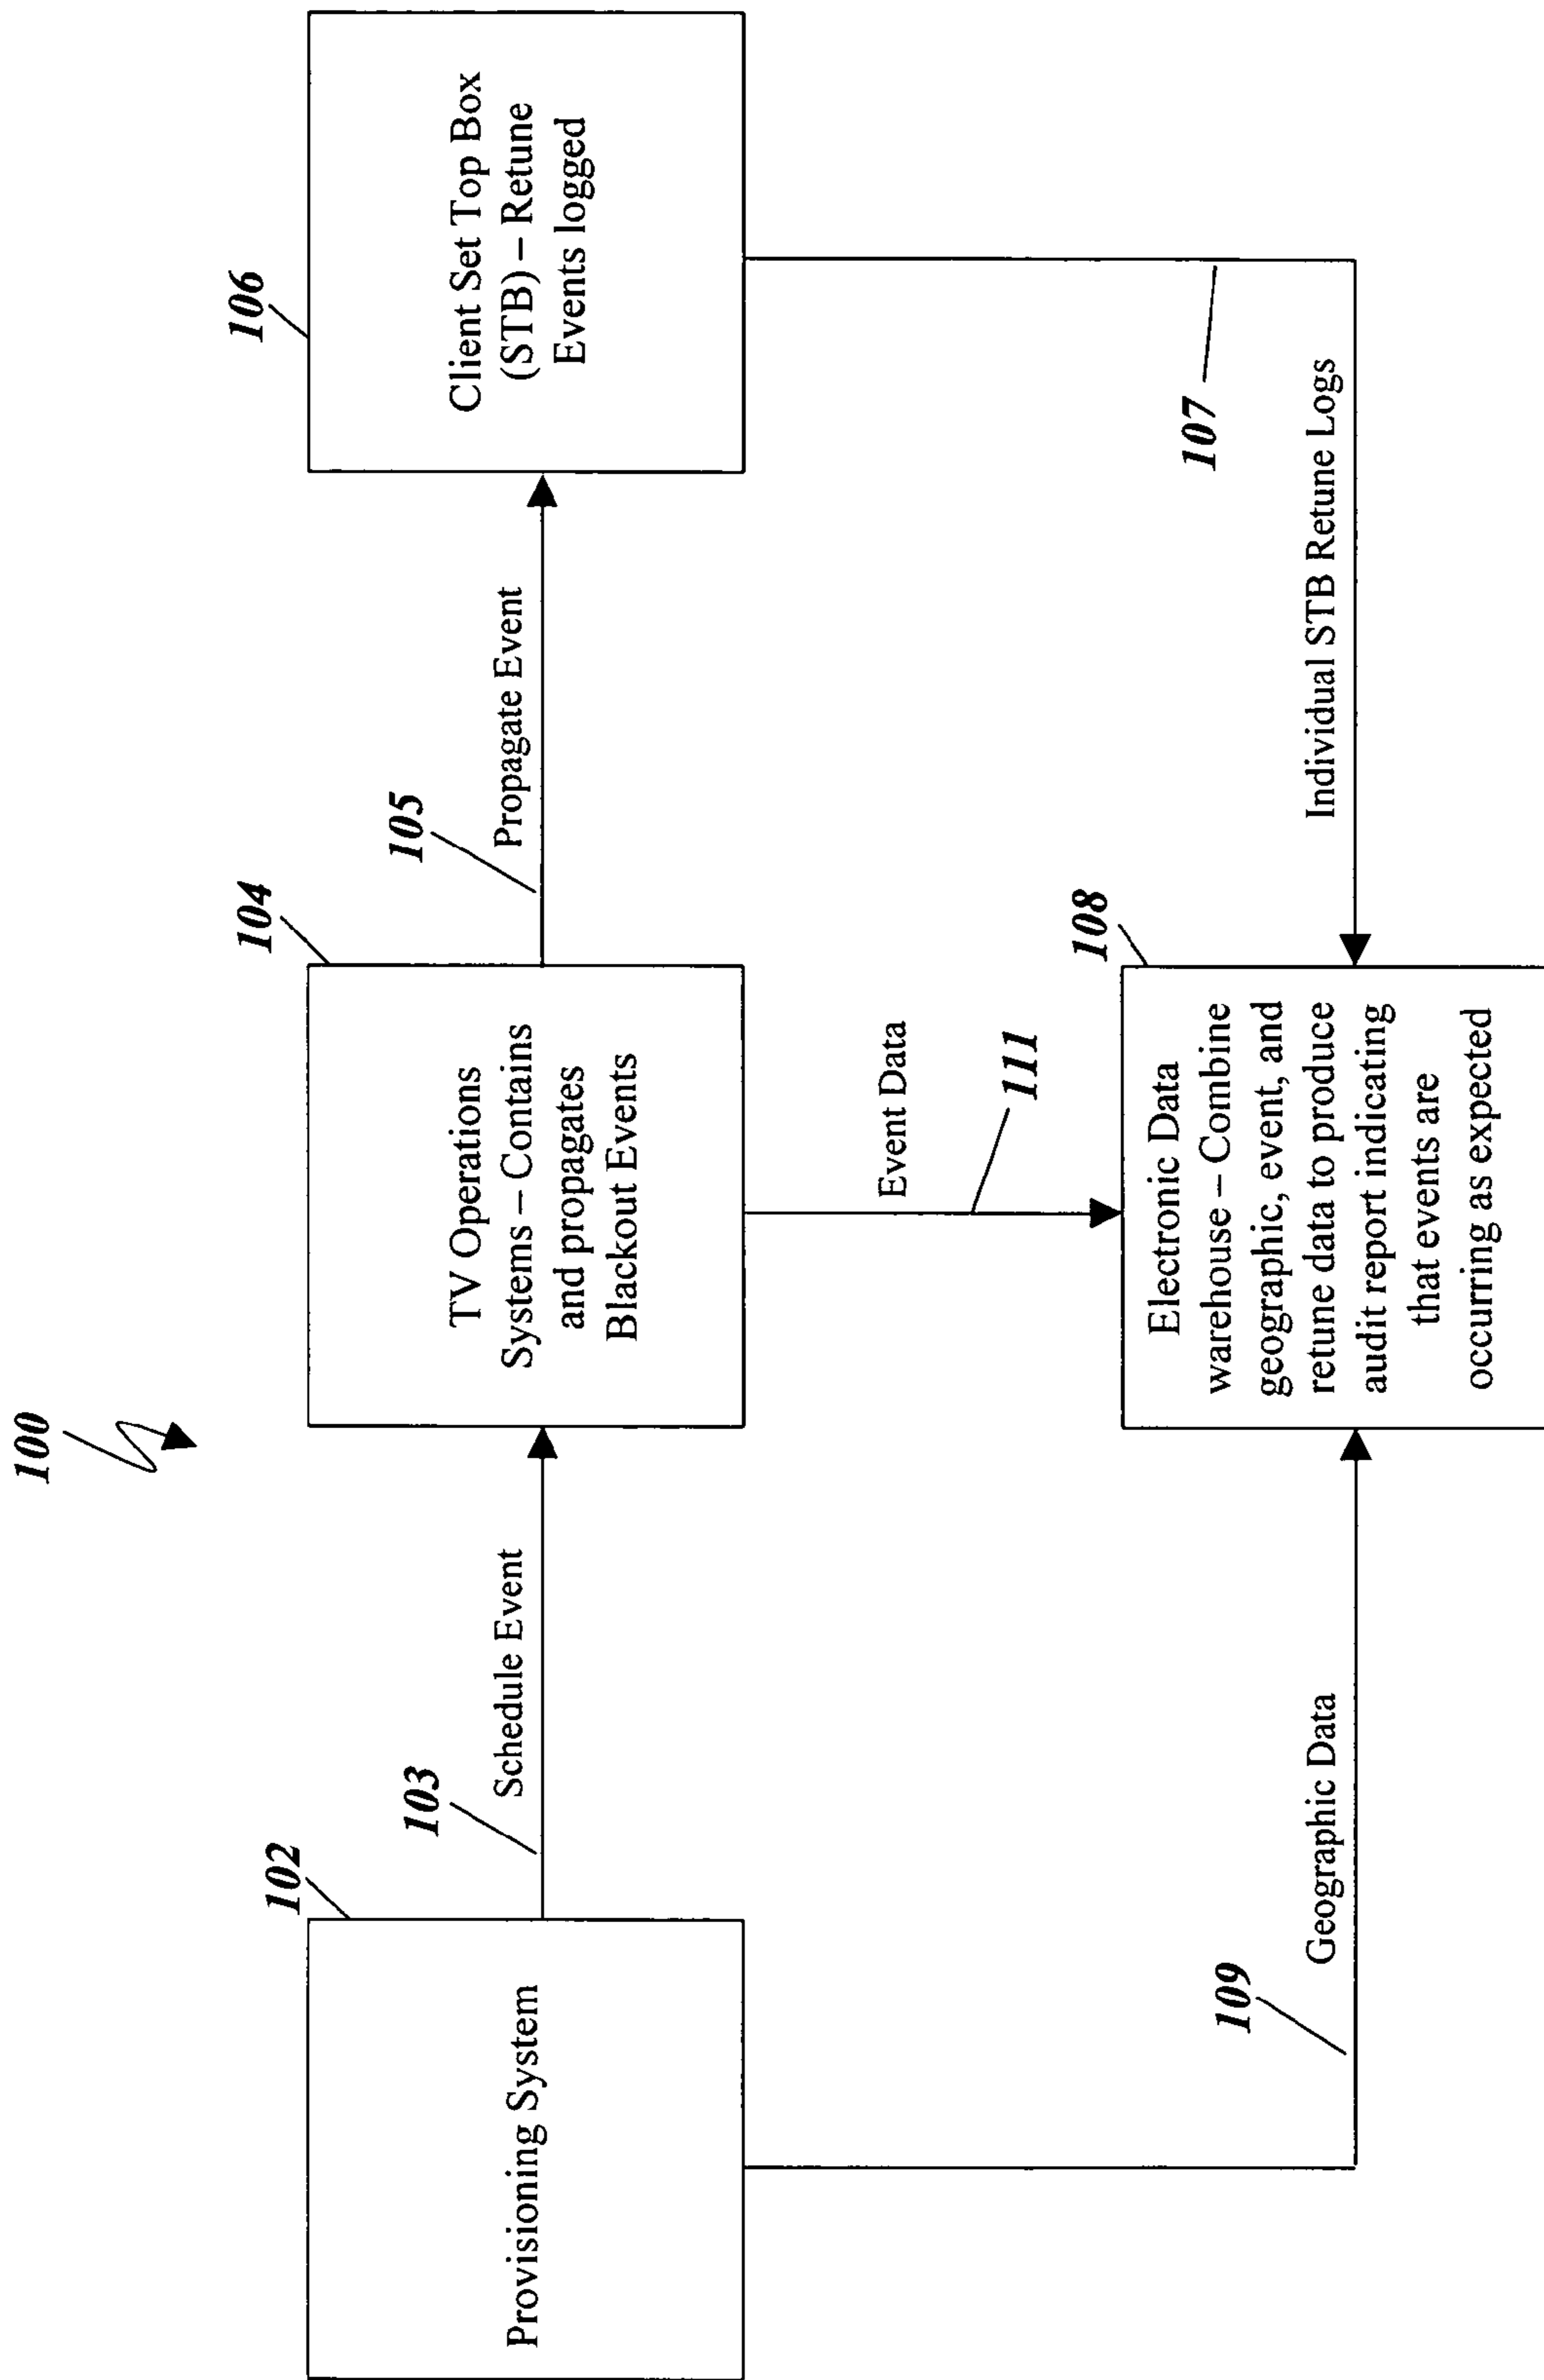 100
102
Provisioning System
103
Schedule Event
104
TV Operations
Systems – Contains
and propagates
Blackout Events
105
Propagate Event
106
Client Set Top Box
(STB) – Retune
Events logged
109
Geographic Data
Event Data
111
108
Electronic Data
warehouse – Combine
geographic, event, and
retune data to produce
audit report indicating
that events are
occurring as expected
107
Individual STB Retune Logs